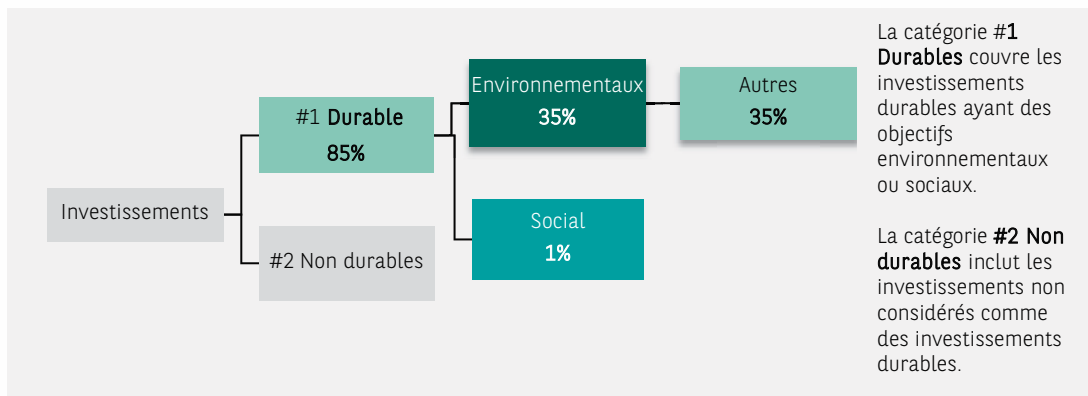 Investissements
#1 Durable
85%
#2 Non durables
Environnementaux
35%
Social
1%
Autres
35%
La catégorie #1
Durables couvre les
investissements
durables ayant des
objectifs
environnementaux
ou sociaux.
La catégorie #2 Non
durables inclut les
investissements non
considérés comme
des investissements
durables.